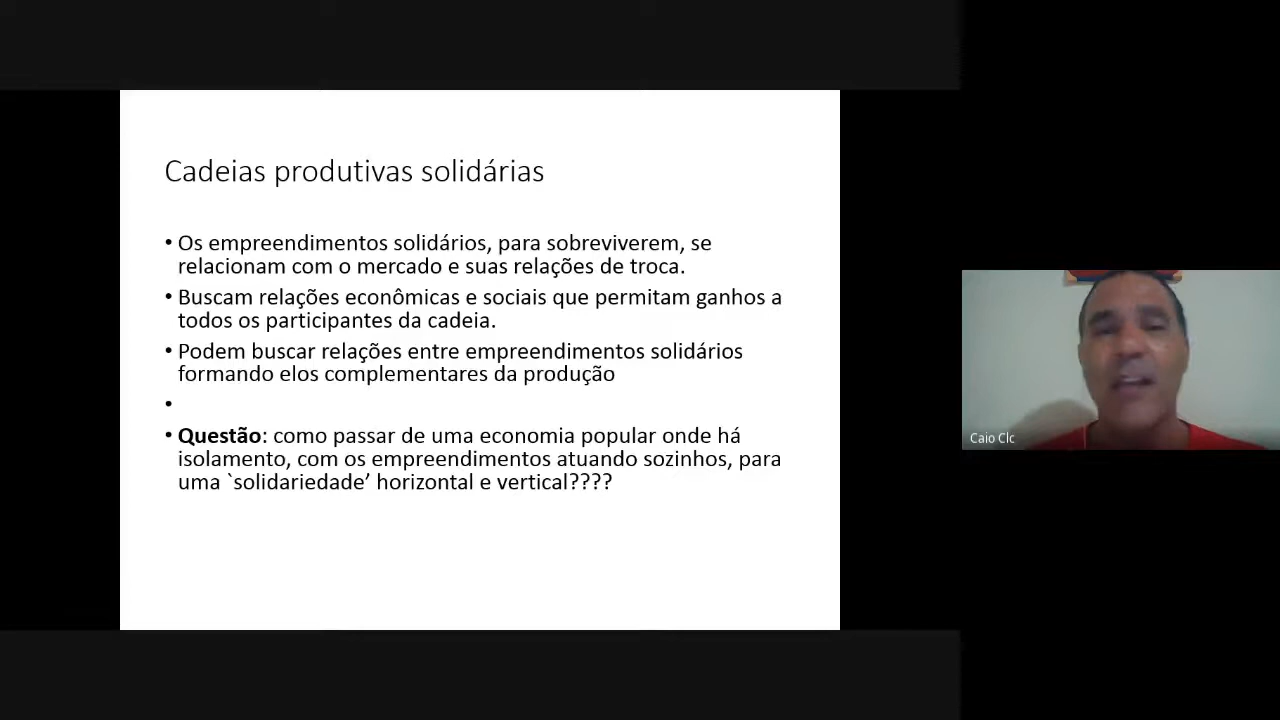 Cadeias produtivas solidárias
• Os empreendimentos solidários, para sobreviverem, se
relacionam com o mercado e suas relações de troca.
• Buscam relações econômicas e sociais que permitam ganhos a
todos os participantes da cadeia.
• Podem buscar relações entre empreendimentos solidários
formando elos complementares da produção
•
• Questão: como passar de uma economia popular onde há
isolamento, com os empreendimentos atuando sozinhos, para
uma `solidariedade’ horizontal e vertical????
Caio Clc